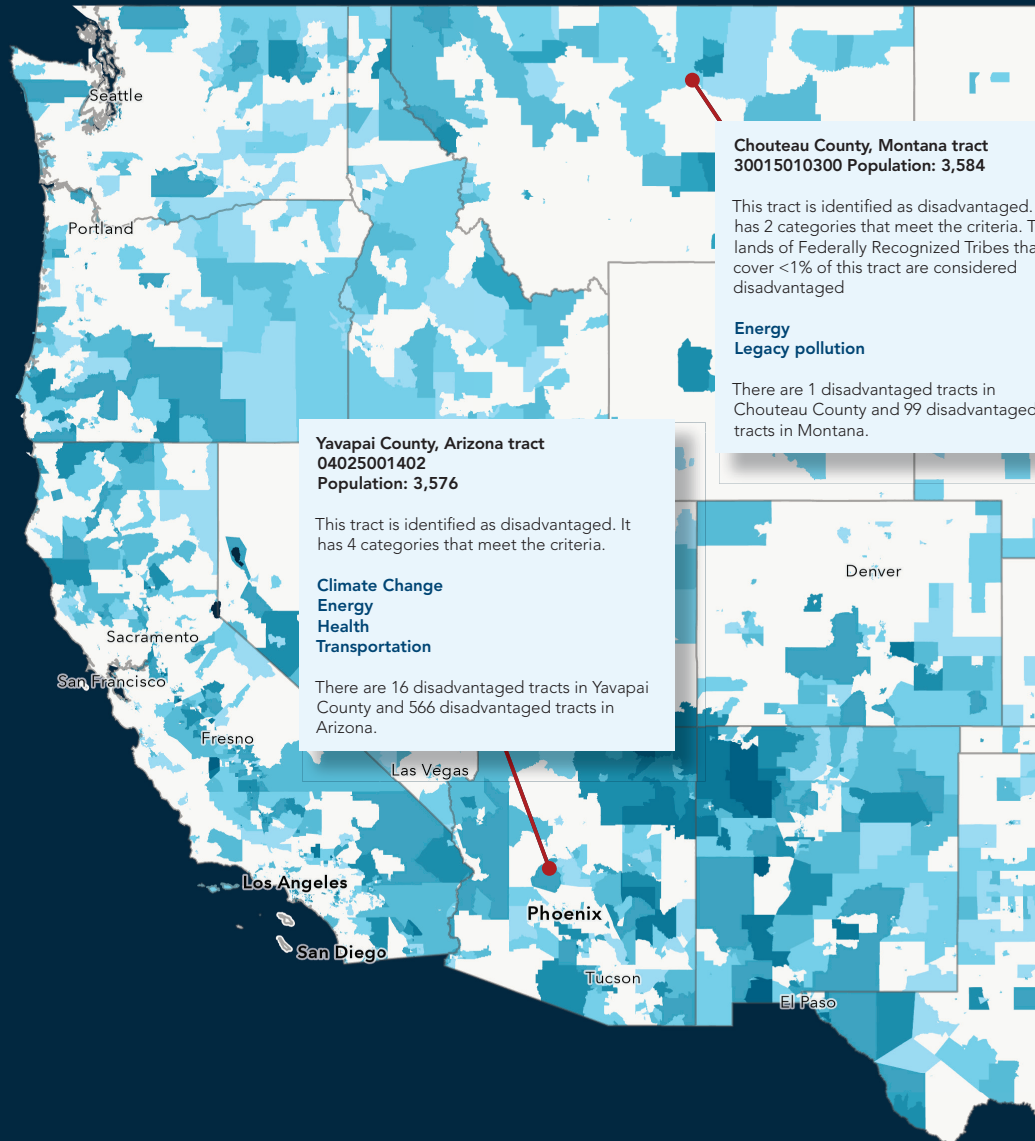 Seattle
Portland
Chouteau County, Montana tract
30015010300 Population: 3,584
This tract is identified as disadvantaged.
has 2 categories that meet the criteria. T
lands of Federally Recognized Tribes tha
cover <1% of this tract are considered
disadvantaged
Energy
Legacy pollution
There are 1 disadvantaged tracts in
Chouteau County and 99 disadvantaged
tracts in Montana.
Yavapai County, Arizona tract
04025001402
Population: 3,576
This tract is identified as disadvantaged. It
has 4 categories that meet the criteria.
Climate Change
Energy
Health
Transportation
There are 16 disadvantaged tracts in Yavapai
County and 566 disadvantaged tracts in
Arizona.
Denver
Sacramento
San Francisco
Fresno
Las Vegas
Los Angeles
Phoenix
San Diego
Tucson
El Paso